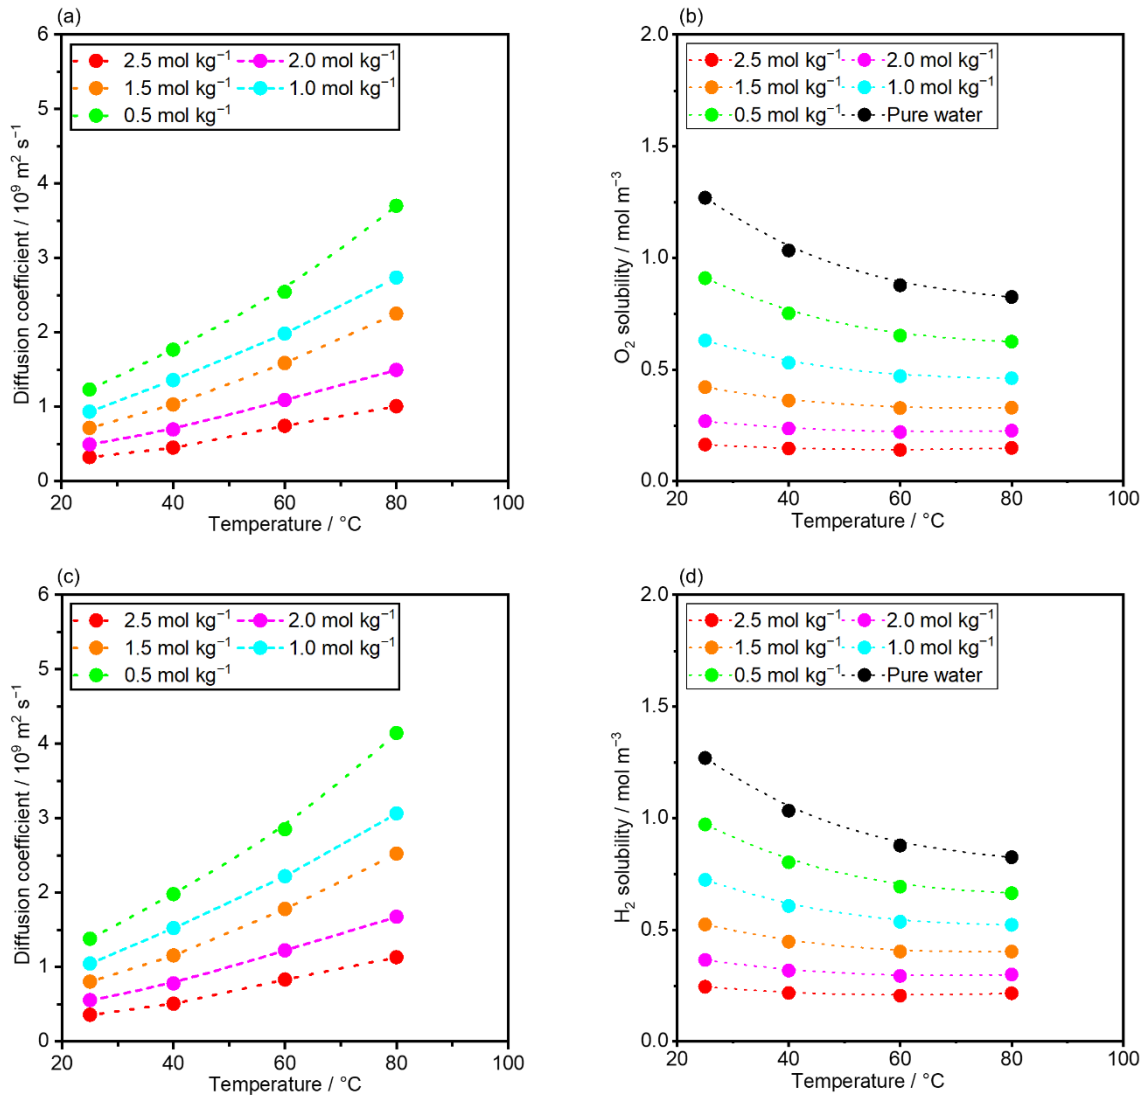 (a)
6
5
4
3
2
1
0
20 40 60 80 100
Diffusion coefficient / 10⁹ m² s⁻¹
Temperature / °C
2.5 mol kg⁻¹ 2.0 mol kg⁻¹
1.5 mol kg⁻¹ 1.0 mol kg⁻¹
0.5 mol kg⁻¹
(b)
2.0
1.5
1.0
0.5
0.0
20 40 60 80 100
O₂ solubility / mol m⁻³
Temperature / °C
2.5 mol kg⁻¹ 2.0 mol kg⁻¹
1.5 mol kg⁻¹ 1.0 mol kg⁻¹
0.5 mol kg⁻¹ Pure water
(c)
6
5
4
3
2
1
0
20 40 60 80 100
Diffusion coefficient / 10⁹ m² s⁻¹
Temperature / °C
2.5 mol kg⁻¹ 2.0 mol kg⁻¹
1.5 mol kg⁻¹ 1.0 mol kg⁻¹
0.5 mol kg⁻¹
(d)
2.0
1.5
1.0
0.5
0.0
20 40 60 80 100
H₂ solubility / mol m⁻³
Temperature / °C
2.5 mol kg⁻¹ 2.0 mol kg⁻¹
1.5 mol kg⁻¹ 1.0 mol kg⁻¹
0.5 mol kg⁻¹ Pure water